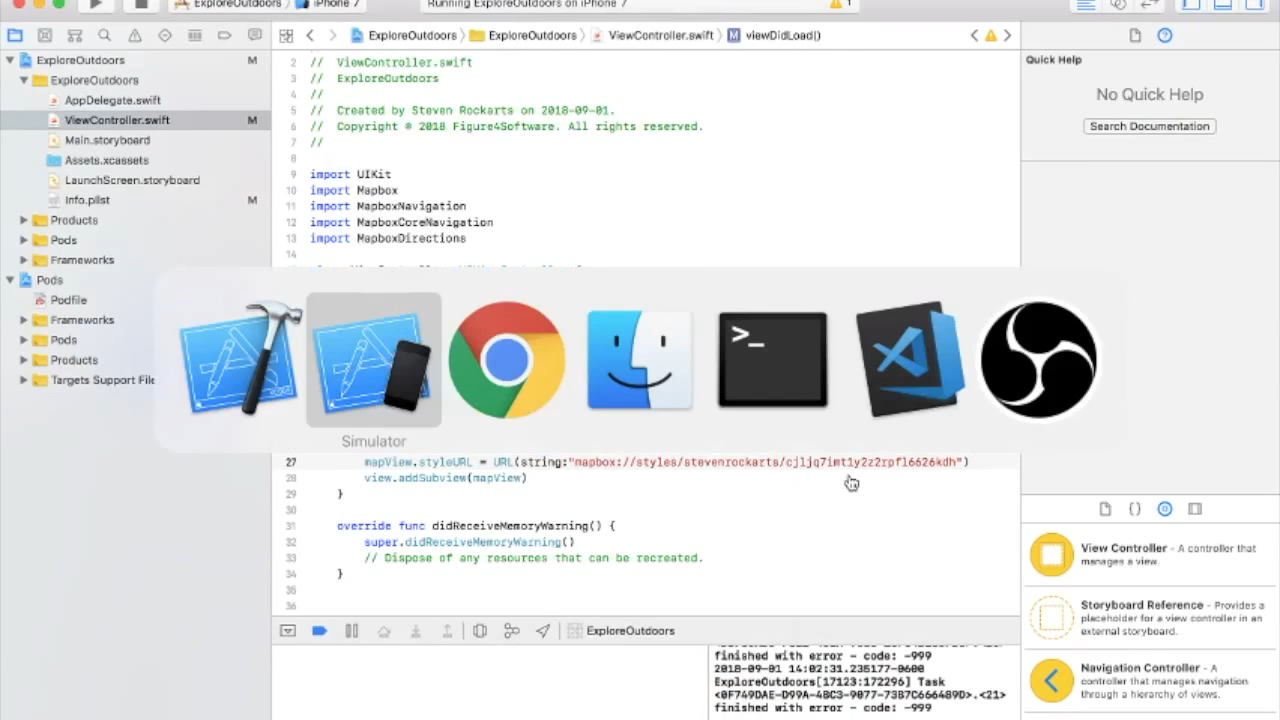 ExploreOutdoors
iPhone 7
Running ExploreOutdoors on iPhone 7
1
ExploreOutdoors
ExploreOutdoors
ViewController.swift
M
viewDidLoad()
ExploreOutdoors M
ExploreOutdoors
AppDelegate.swift
ViewController.swift M
Main.storyboard
Assets.xcassets
LaunchScreen.storyboard
Info.plist M
Products
Pods
Frameworks
Pods
Podfile
Frameworks
Pods
Products
Targets Support File
2 // ViewController.swift
3 // ExploreOutdoors
4 //
5 // Created by Steven Rockarts on 2018-09-01.
6 // Copyright © 2018 Figure4Software. All rights reserved.
7 //
8
9 import UIKit
10 import Mapbox
11 import MapboxNavigation
12 import MapboxCoreNavigation
13 import MapboxDirections
14
>_
Simulator
27 mapView.styleURL = URL(string:"mapbox://styles/stevenrockarts/cjljq7imt1y2z2rpfl6626kdh")
28 view.addSubview(mapView)
29 }
30
31 override func didReceiveMemoryWarning() {
32 super.didReceiveMemoryWarning()
33 // Dispose of any resources that can be recreated.
34 }
35
36
ExploreOutdoors
finished with error - code: -999
2018-09-01 14:02:31.235177-0600
ExploreOutdoors[17123:172296] Task
<0F749DAE-D99A-4BC3-9077-73B7C666489D>.<21>
finished with error - code: -999
Quick Help
No Quick Help
Search Documentation
{}
View Controller - A controller that
manages a view.
Storyboard Reference - Provides a
placeholder for a view controller in an
external storyboard.
Navigation Controller - A
controller that manages navigation
through a hierarchy of views.